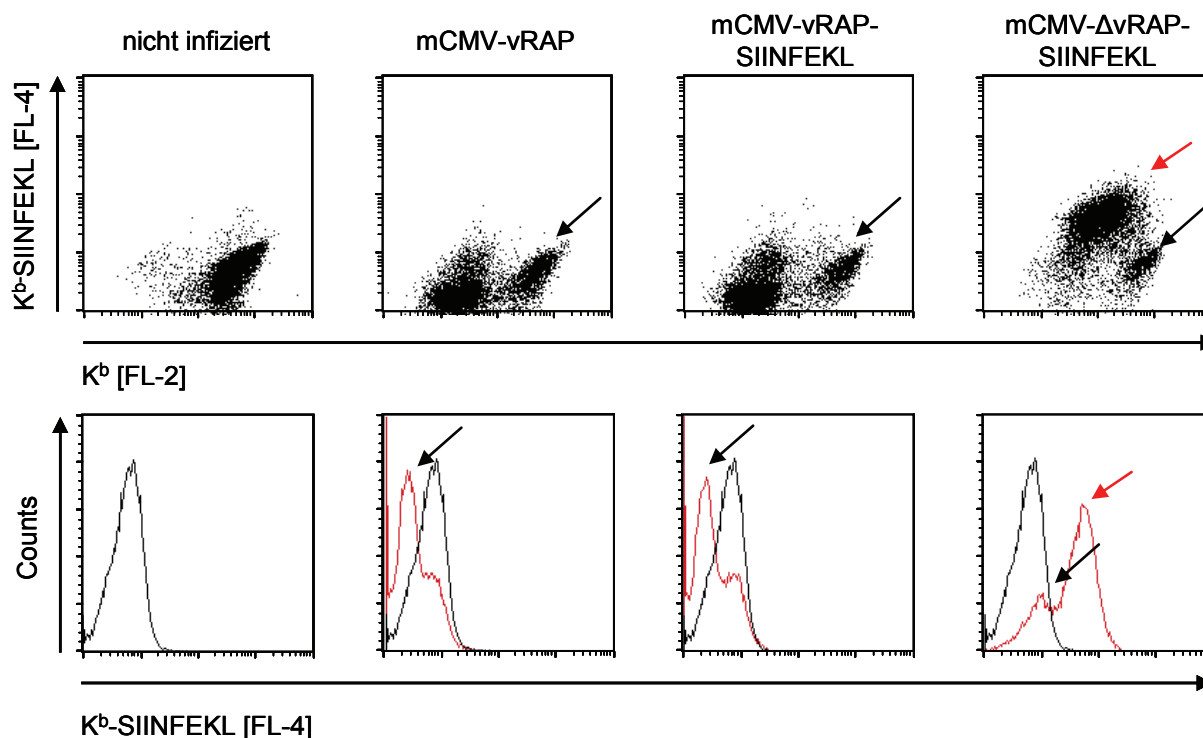 nicht infiziert
mCMV-vRAP
mCMV-vRAP-
SIINFEKL
mCMV-ΔvRAP-
SIINFEKL
Kᵇ-SIINFEKL [FL-4]
Kᵇ [FL-2]
Counts
Kᵇ-SIINFEKL [FL-4]